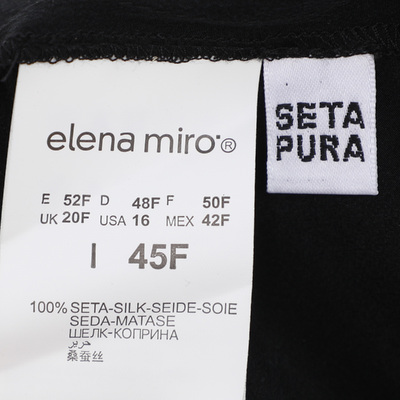 elena miro®
SETA
PURA
E 52F D 48F F 50F
UK 20F USA 16 MEX 42F
I 45F
100% SETA-SILK-SEIDE-SOIE
SEDA-MATASE
ШЕЛК-КОПРИНА
حرير
桑蚕丝